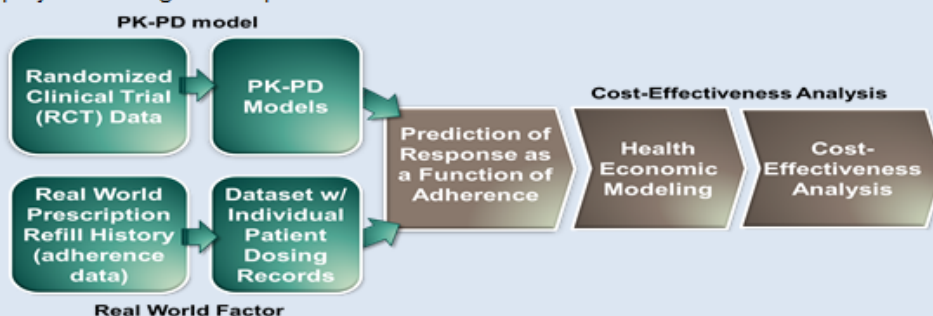 PK-PD model
Randomized
Clinical Trial
(RCT) Data
PK-PD
Models
Real World
Prescription
Refill History
(adherence
data)
Dataset w/
Individual
Patient
Dosing
Records
Real World Factor
Prediction of
Response as
a Function of
Adherence
Cost-Effectiveness Analysis
Health
Economic
Modeling
Cost-
Effectiveness
Analysis